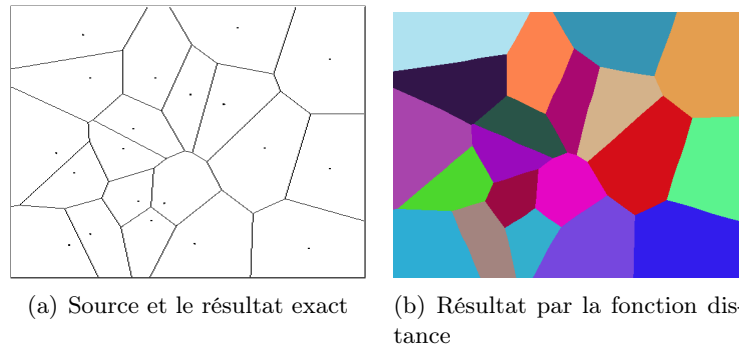 (a) Source et le résultat exact
(b) Résultat par la fonction dis-
tance